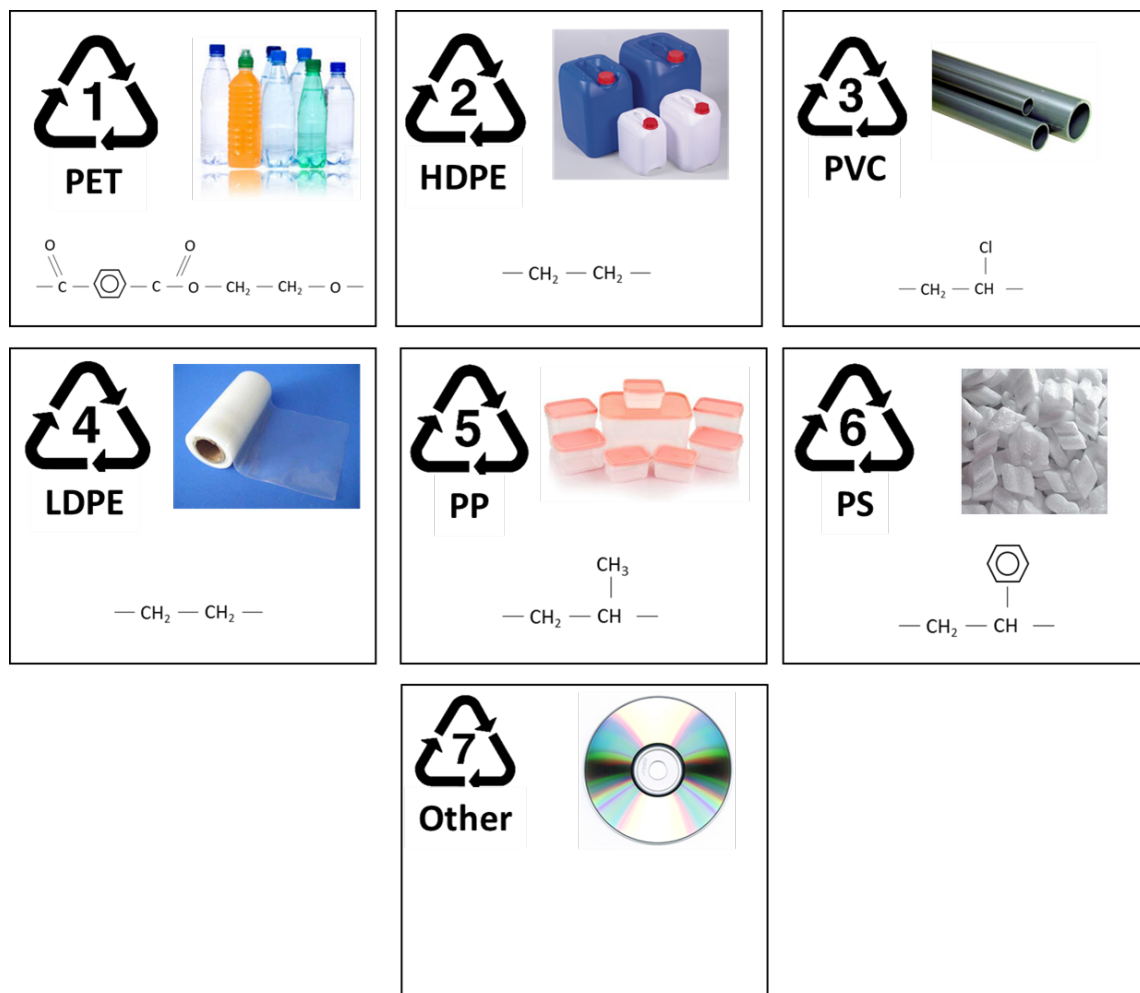 1
PET
O
O
— C — — C — O — CH₂ — CH₂ — O —
2
HDPE
— CH₂ — CH₂ —
3
PVC
Cl
— CH₂ — CH —
4
LDPE
— CH₂ — CH₂ —
5
PP
CH₃
— CH₂ — CH —
6
PS
— CH₂ — CH —
7
Other